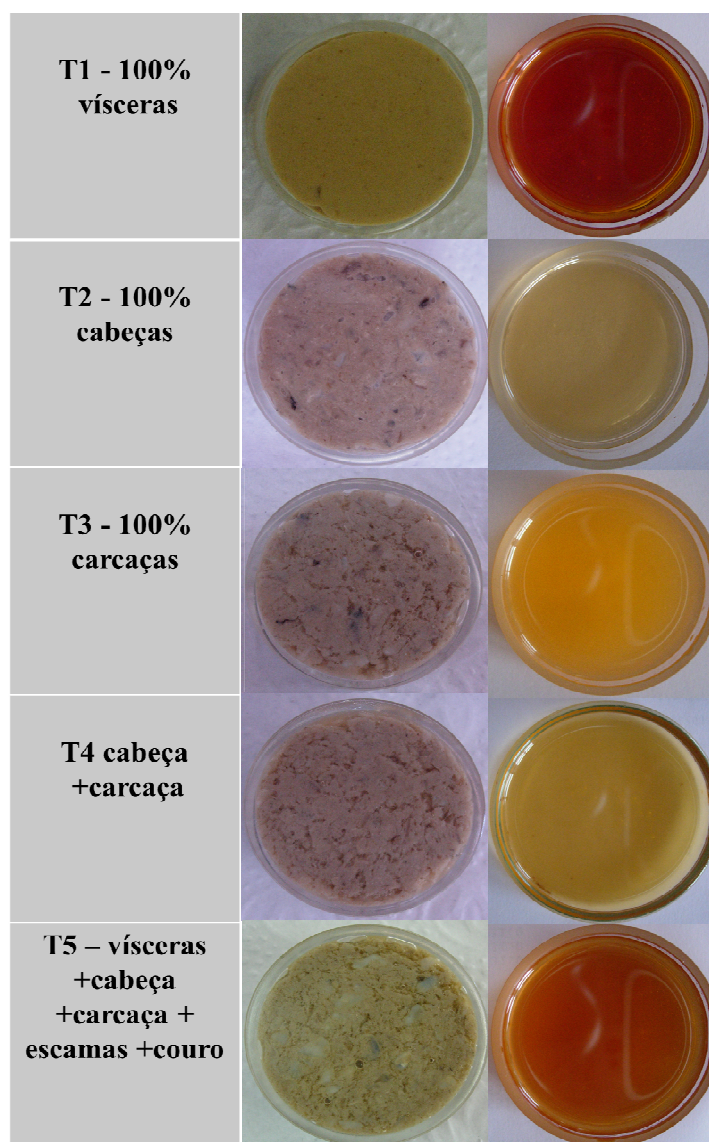 T1 - 100%
vísceras
T2 - 100%
cabeças
T3 - 100%
carcaças
T4 cabeça
+carcaça
T5 – vísceras
+cabeça
+carcaça +
escamas +couro